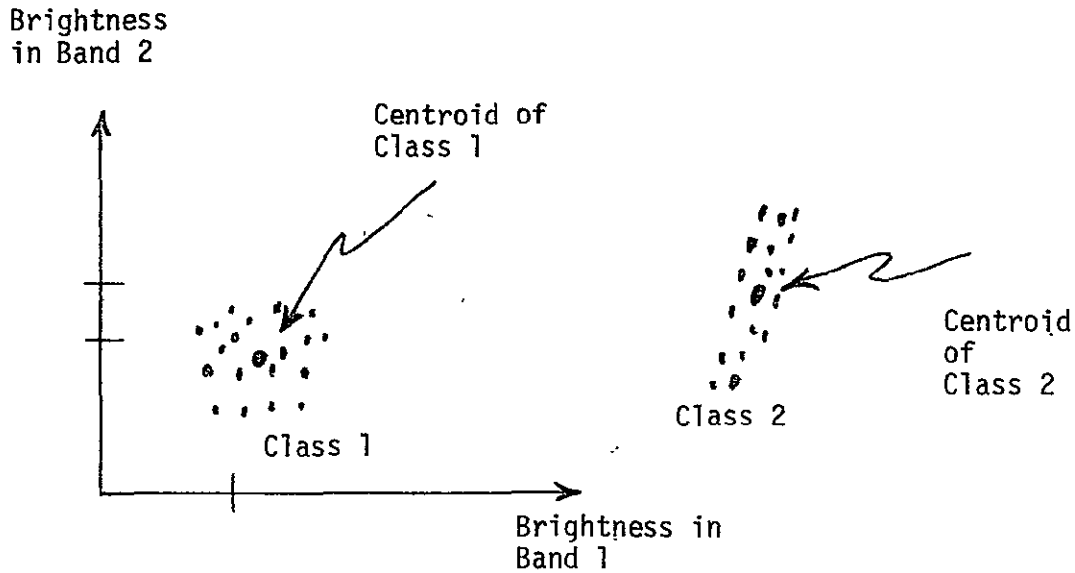 Brightness
in Band 2
Centroid of
Class 1
Centroid
of
Class 2
Class 2
Class 1
Brightness in
Band 1